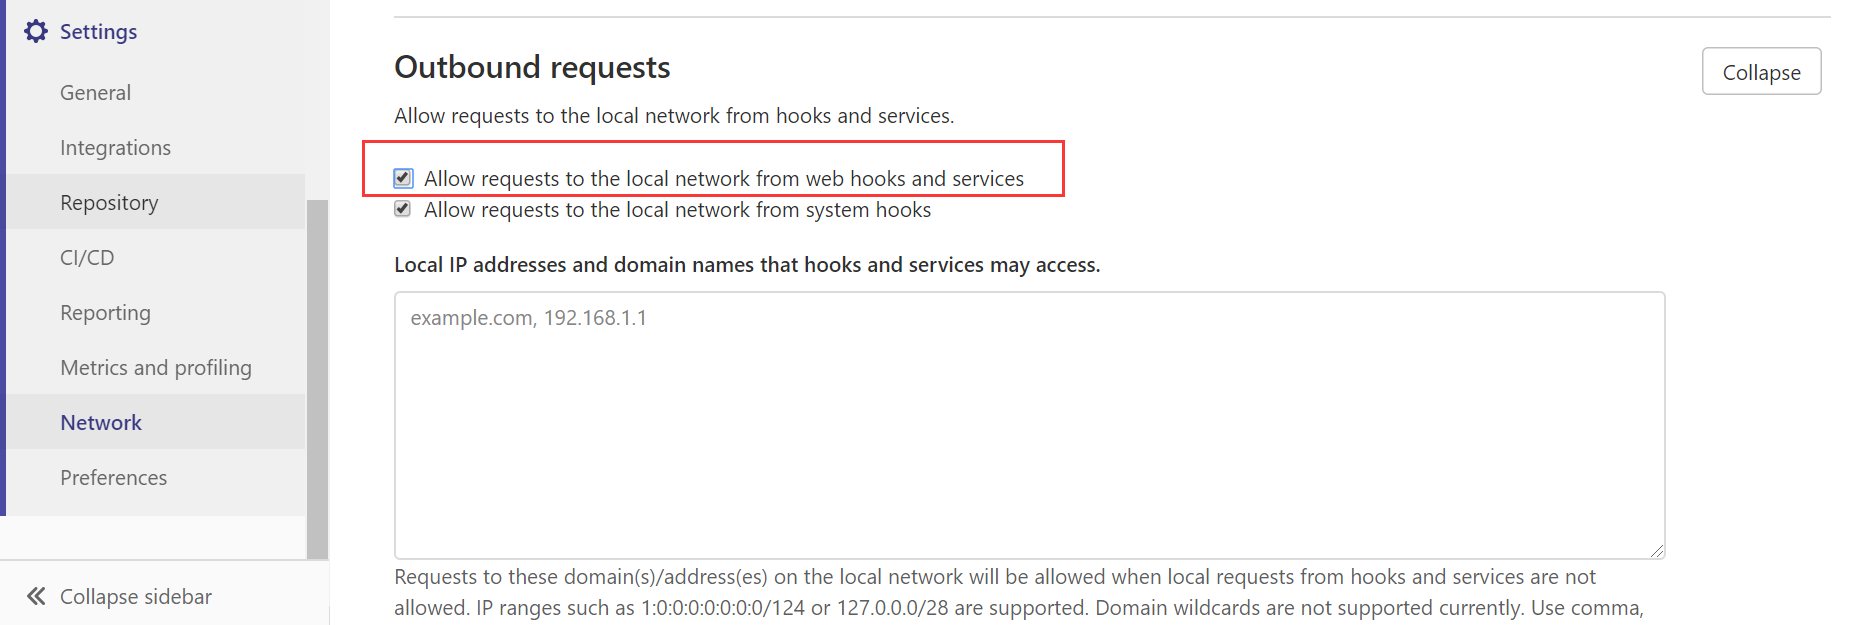 Settings
General
Integrations
Repository
CI/CD
Reporting
Metrics and profiling
Network
Preferences
Collapse sidebar
Outbound requests
Collapse
Allow requests to the local network from hooks and services.
Allow requests to the local network from web hooks and services
Allow requests to the local network from system hooks
Local IP addresses and domain names that hooks and services may access.
example.com, 192.168.1.1
Requests to these domain(s)/address(es) on the local network will be allowed when local requests from hooks and services are not
allowed. IP ranges such as 1:0:0:0:0:0:0:0/124 or 127.0.0.0/28 are supported. Domain wildcards are not supported currently. Use comma,